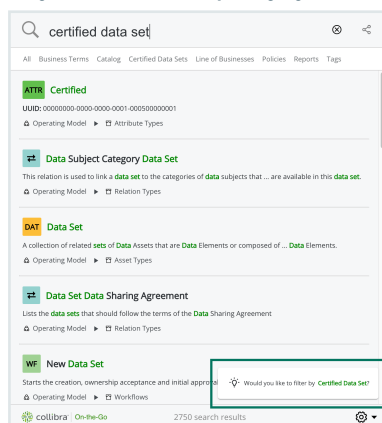 certified data set
All Business Terms Catalog Certified Data Sets Line of Businesses Policies Reports Tags
ATTR Certified
UUID: 00000000-0000-0000-0001-000500000001
Operating Model ▶ Attribute Types
Data Subject Category Data Set
This relation is used to link a data set to the categories of data subjects that ... are available in this data set.
Operating Model ▶ Relation Types
DAT Data Set
A collection of related sets of Data Assets that are Data Elements or composed of ... Data Elements.
Operating Model ▶ Asset Types
Data Set Data Sharing Agreement
Lists the data sets that should follow the terms of the Data Sharing Agreement
Operating Model ▶ Relation Types
WF New Data Set
Starts the creation, ownership acceptance and initial approval
Would you like to filter by Certified Data Set?
Operating Model ▶ Workflows
collibra On-the-Go 2750 search results